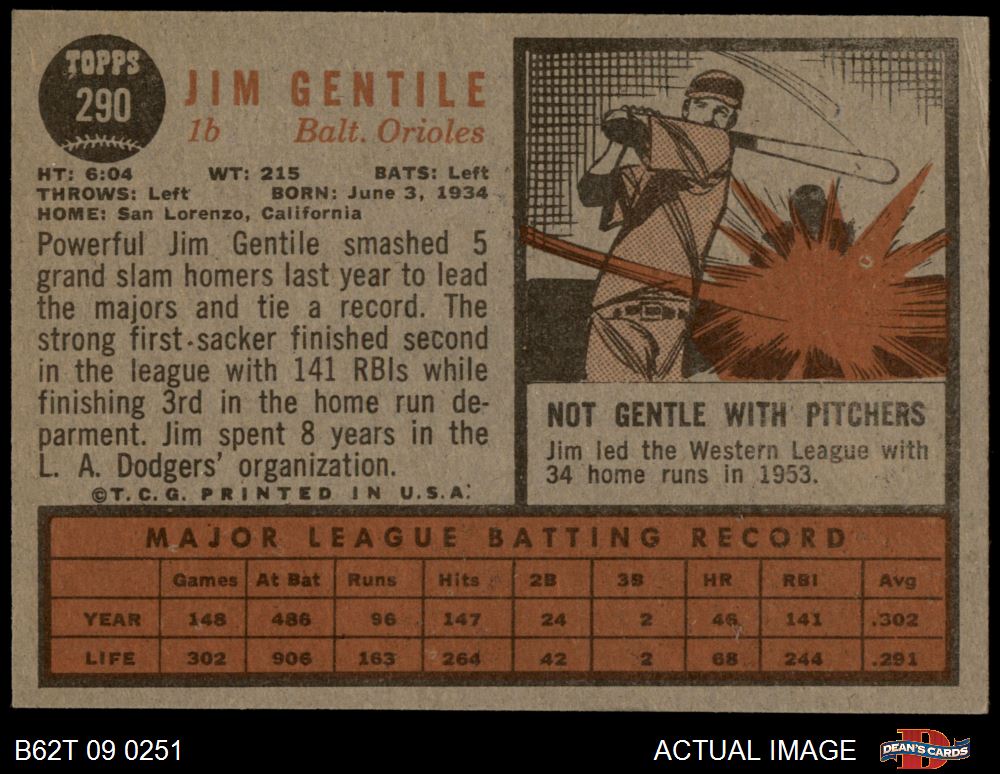 TOPPS
290
JIM GENTILE
1b Balt. Orioles
HT: 6:04 WT: 215 BATS: Left
THROWS: Left BORN: June 3, 1934
HOME: San Lorenzo, California
Powerful Jim Gentile smashed 5
grand slam homers last year to lead
the majors and tie a record. The
strong first-sacker finished second
in the league with 141 RBIs while
finishing 3rd in the home run de-
parment. Jim spent 8 years in the
L. A. Dodgers' organization.
©T.C.G. PRINTED IN U.S.A.
NOT GENTLE WITH PITCHERS
Jim led the Western League with
34 home runs in 1953.
MAJOR LEAGUE BATTING RECORD
Games At Bat Runs Hits 2B 3B HR RBI Avg
YEAR 148 486 96 147 24 2 46 141 .302
LIFE 302 906 163 264 42 2 68 244 .291
B62T 09 0251 ACTUAL IMAGE DEAN'S CARDS